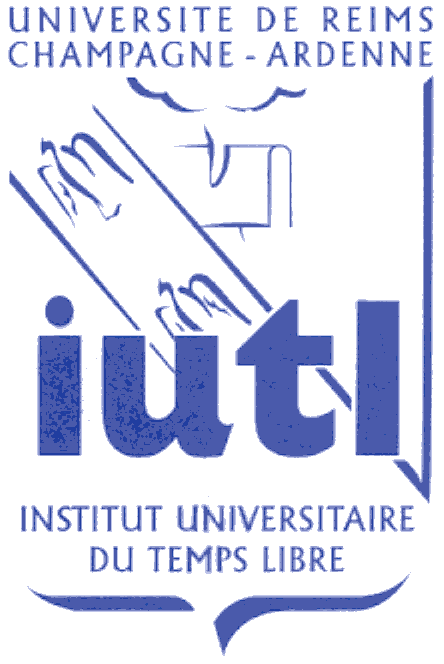 UNIVERSITE DE REIMS
CHAMPAGNE-ARDENNE
iutl
INSTITUT UNIVERSITAIRE
DU TEMPS LIBRE